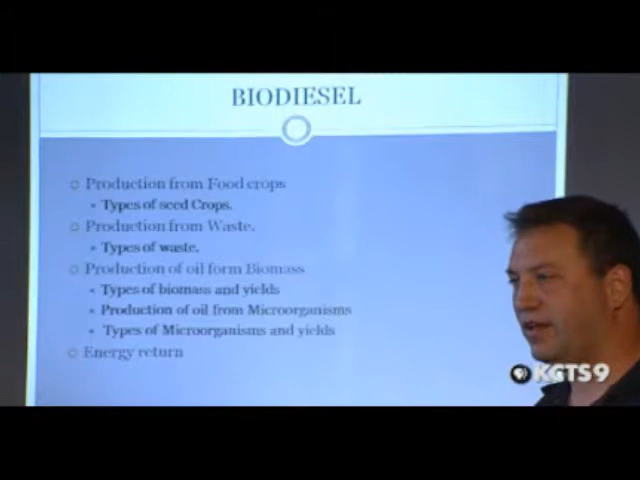 BIODIESEL
Production from Food crops
Types of seed Crops.
Production from Waste.
Types of waste.
Production of oil form Biomass
Types of biomass and yields
Production of oil from Microorganisms
Types of Microorganisms and yields
Energy return
KCTS9